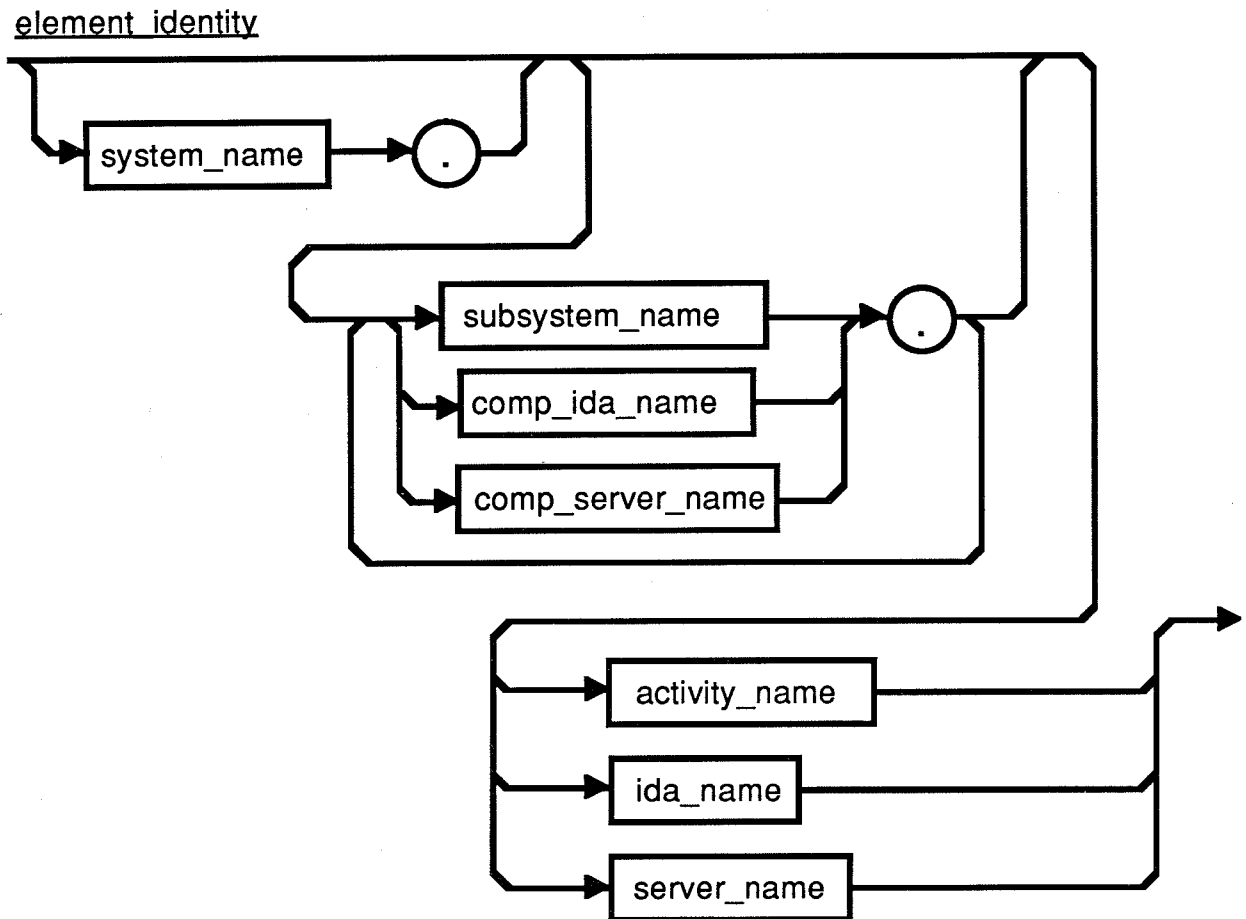 element_identity
system_name
.
subsystem_name
.
comp_ida_name
comp_server_name
activity_name
ida_name
server_name